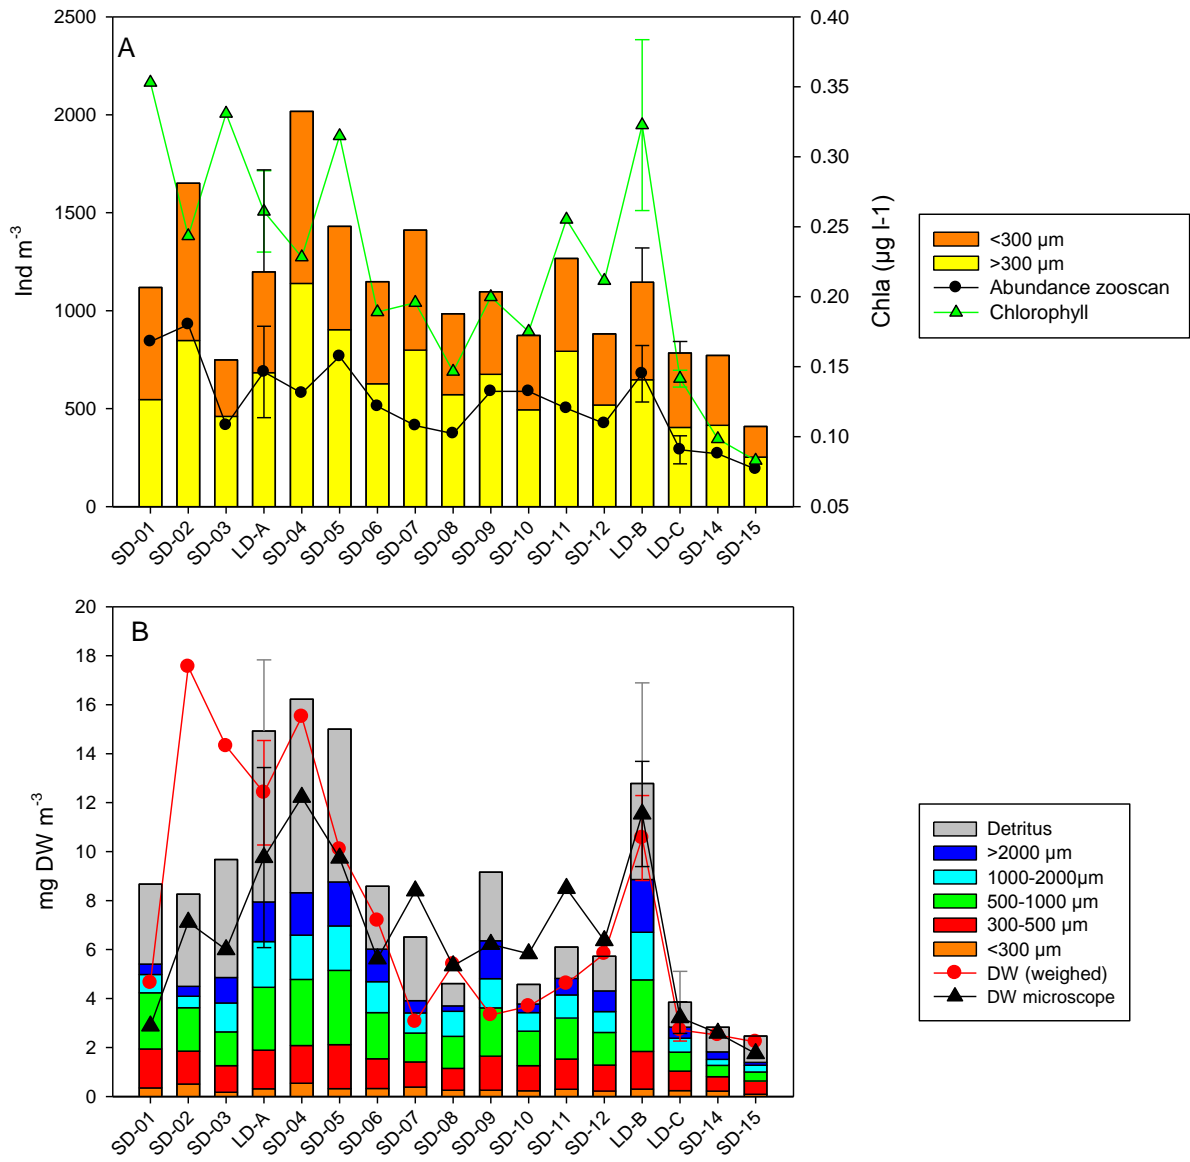 A
2500
2000
1500
1000
500
0
Ind m-3
0.40
0.35
0.30
0.25
0.20
0.15
0.10
0.05
Chla (µg l-1)
SD-01
SD-02
SD-03
LD-A
SD-04
SD-05
SD-06
SD-07
SD-08
SD-09
SD-10
SD-11
SD-12
LD-B
LD-C
SD-14
SD-15
<300 µm
>300 µm
Abundance zooscan
Chlorophyll
B
20
18
16
14
12
10
8
6
4
2
0
mg DW m-3
SD-01
SD-02
SD-03
LD-A
SD-04
SD-05
SD-06
SD-07
SD-08
SD-09
SD-10
SD-11
SD-12
LD-B
LD-C
SD-14
SD-15
Detritus
>2000 µm
1000-2000µm
500-1000 µm
300-500 µm
<300 µm
DW (weighed)
DW microscope